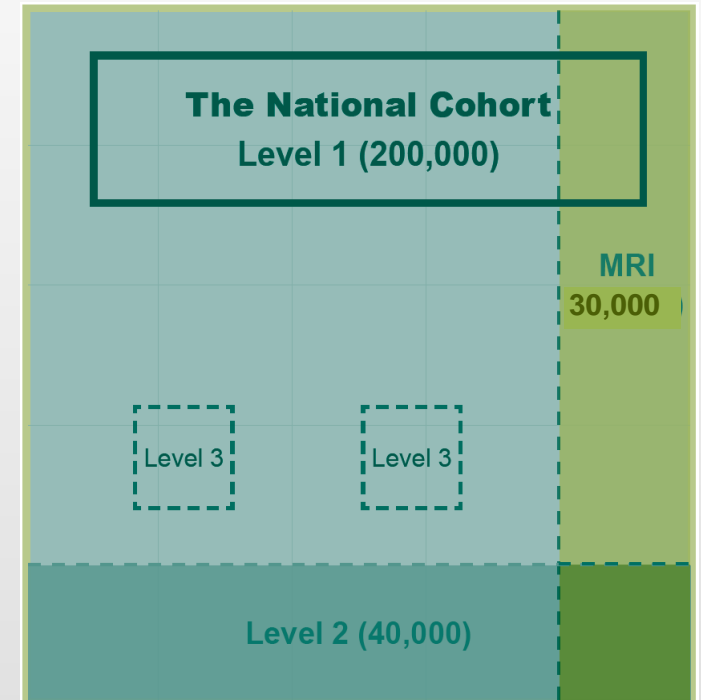 The National Cohort
Level 1 (200,000)
MRI
30,000 )
Level 3
Level 3
Level 2 (40,000)